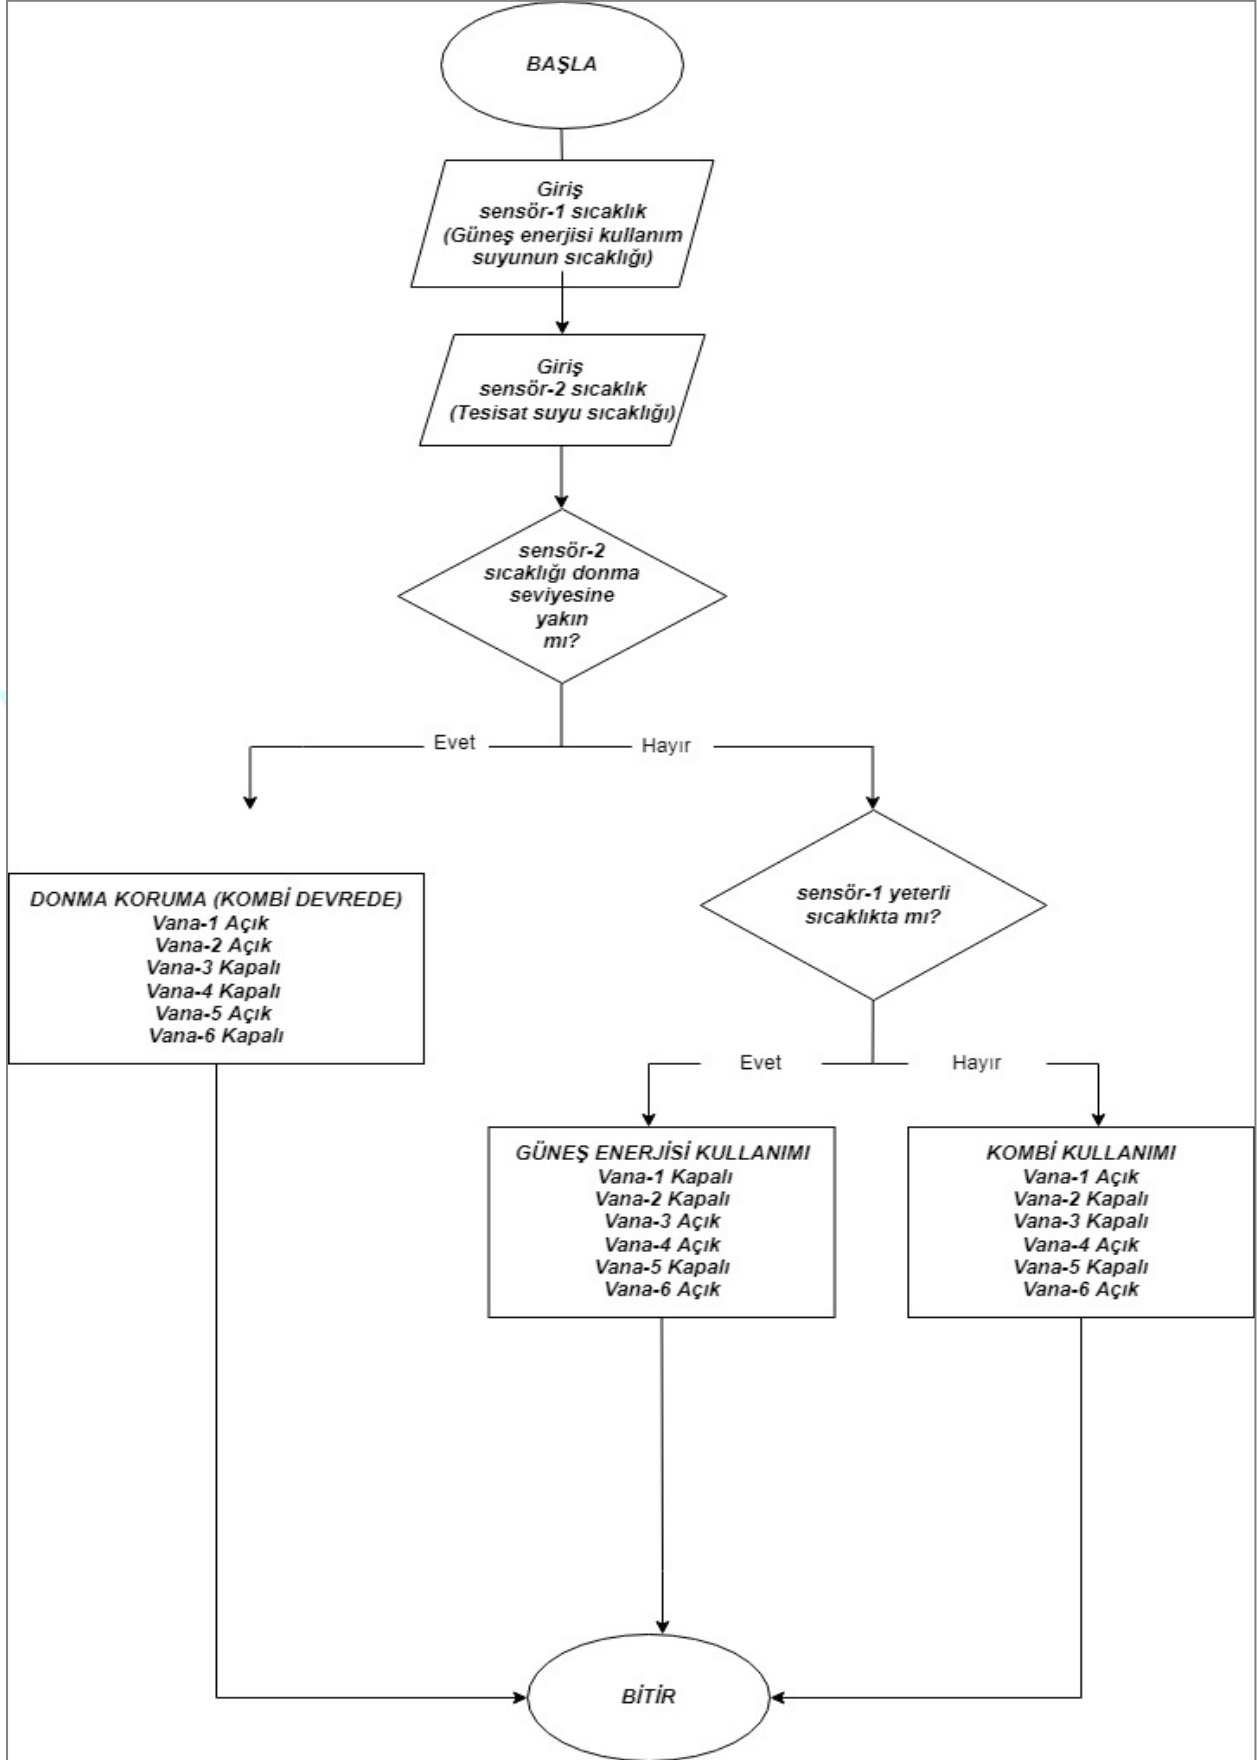 BAŞLA
Giriş
sensör-1 sıcaklık
(Güneş enerjisi kullanım
suyunun sıcaklığı)
Giriş
sensör-2 sıcaklık
(Tesisat suyu sıcaklığı)
sensör-2
sıcaklığı donma
seviyesine
yakın
mı?
Evet
Hayır
DONMA KORUMA (KOMBİ DEVREDE)
Vana-1 Açık
Vana-2 Açık
Vana-3 Kapalı
Vana-4 Kapalı
Vana-5 Açık
Vana-6 Kapalı
sensör-1 yeterli
sıcaklıkta mı?
Evet
Hayır
GÜNEŞ ENERJİSİ KULLANIMI
Vana-1 Kapalı
Vana-2 Kapalı
Vana-3 Açık
Vana-4 Açık
Vana-5 Kapalı
Vana-6 Açık
KOMBİ KULLANIMI
Vana-1 Açık
Vana-2 Kapalı
Vana-3 Kapalı
Vana-4 Açık
Vana-5 Kapalı
Vana-6 Açık
BİTİR